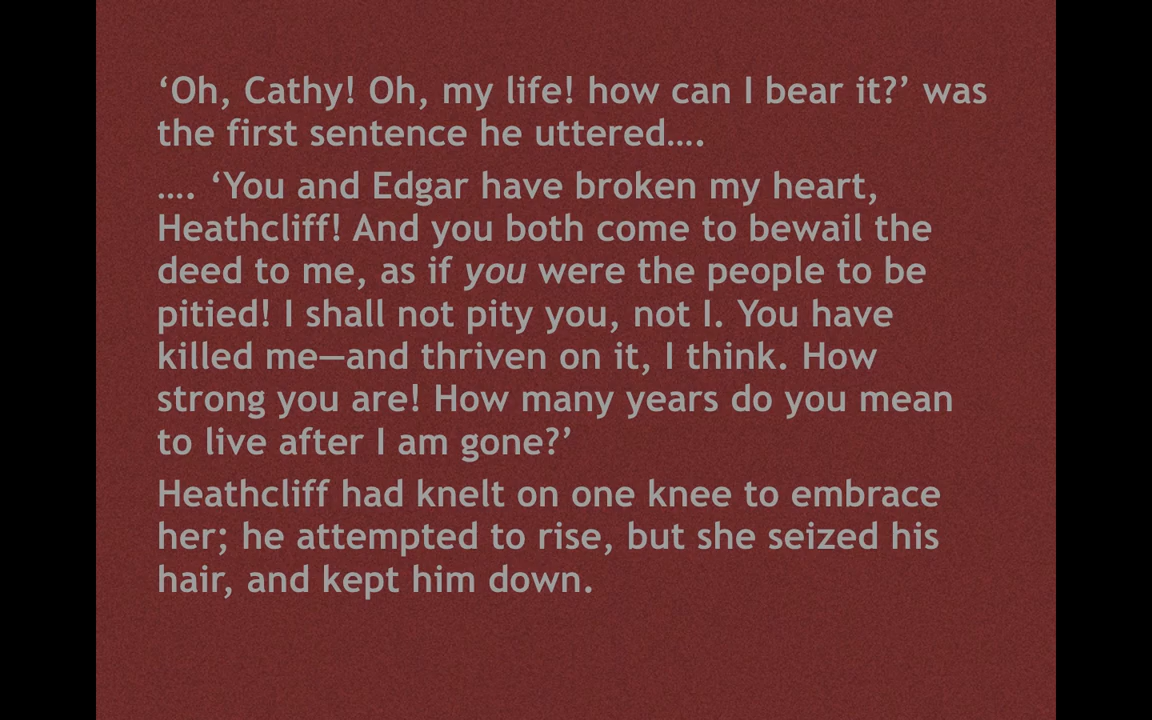 ‘Oh, Cathy! Oh, my life! how can I bear it?’ was
the first sentence he uttered….
…. ‘You and Edgar have broken my heart,
Heathcliff! And you both come to bewail the
deed to me, as if you were the people to be
pitied! I shall not pity you, not I. You have
killed me—and thriven on it, I think. How
strong you are! How many years do you mean
to live after I am gone?’
Heathcliff had knelt on one knee to embrace
her; he attempted to rise, but she seized his
hair, and kept him down.